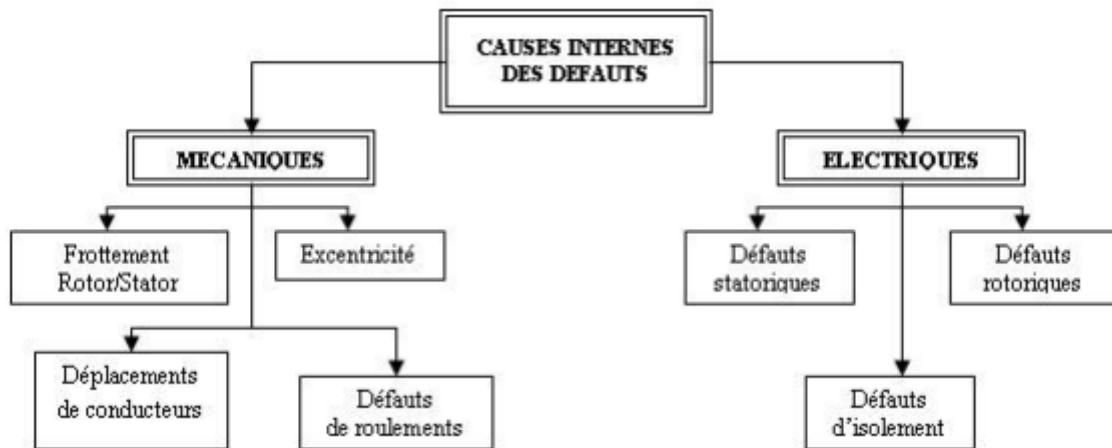 CAUSES INTERNES
DES DEFAUTS
MECANIQUES
ELECTRIQUES
Frottement
Rotor/Stator
Excentricité
Défauts
statoriques
Défauts
rotoriques
Déplacements
de conducteurs
Défauts
de roulements
Défauts
d'isolement